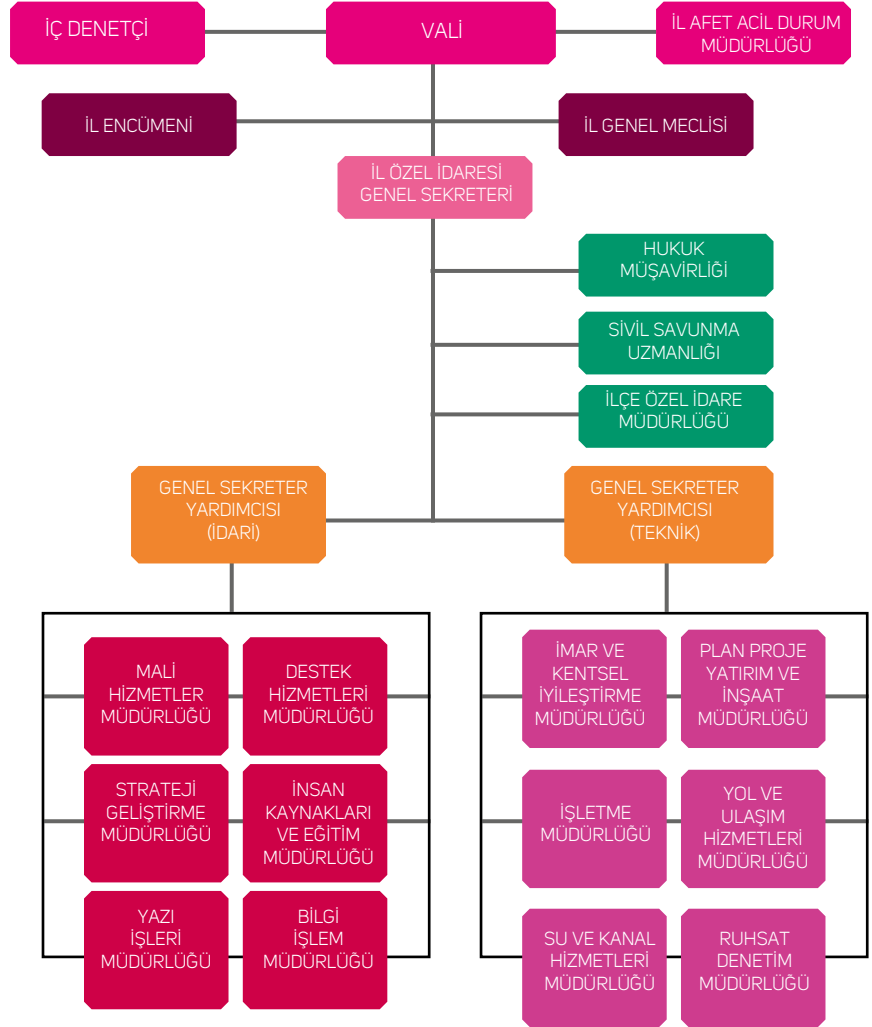 İÇ DENETÇİ
VALİ
İL AFET ACİL DURUM
MÜDÜRLÜĞÜ
İL ENCÜMENİ
İL GENEL MECLİSİ
İL ÖZEL İDARESİ
GENEL SEKRETERİ
HUKUK
MÜŞAVİRLİĞİ
SİVİL SAVUNMA
UZMANLIĞI
İLÇE ÖZEL İDARE
MÜDÜRLÜĞÜ
GENEL SEKRETER
YARDIMCISI
(İDARİ)
GENEL SEKRETER
YARDIMCISI
(TEKNİK)
MALİ
HİZMETLER
MÜDÜRLÜĞÜ
DESTEK
HİZMETLERİ
MÜDÜRLÜĞÜ
STRATEJİ
GELİŞTİRME
MÜDÜRLÜĞÜ
İNSAN
KAYNAKLARI
VE EĞİTİM
MÜDÜRLÜĞÜ
YAZI
İŞLERİ
MÜDÜRLÜĞÜ
BİLGİ
İŞLEM
MÜDÜRLÜĞÜ
İMAR VE
KENTSEL
İYİLEŞTİRME
MÜDÜRLÜĞÜ
PLAN PROJE
YATIRIM VE
İNŞAAT
MÜDÜRLÜĞÜ
İŞLETME
MÜDÜRLÜĞÜ
YOL VE
ULAŞIM
HİZMETLERİ
MÜDÜRLÜĞÜ
SU VE KANAL
HİZMETLERİ
MÜDÜRLÜĞÜ
RUHSAT
DENETİM
MÜDÜRLÜĞÜ